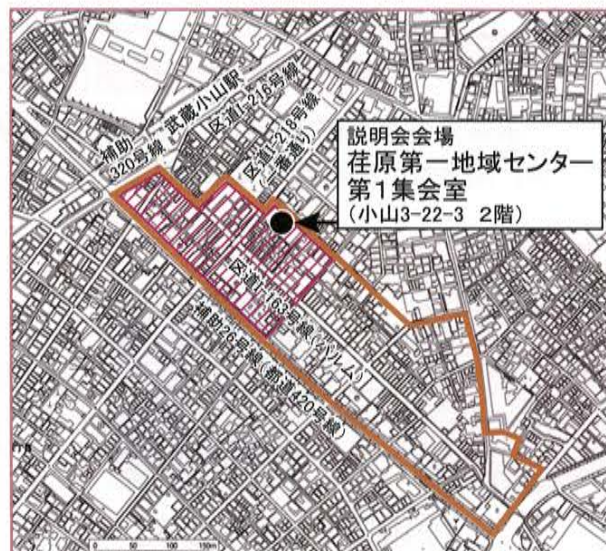 補助
320号線
武蔵小山駅
区道Ⅰ-216号線
区道Ⅰ-218号線
(一番通り)
説明会会場
荏原第一地域センター
第1集会室
(小山3-22-3 2階)
区道Ⅰ-163号線(パルム)
補助26号線(都道420号線)
0 50 100 150m